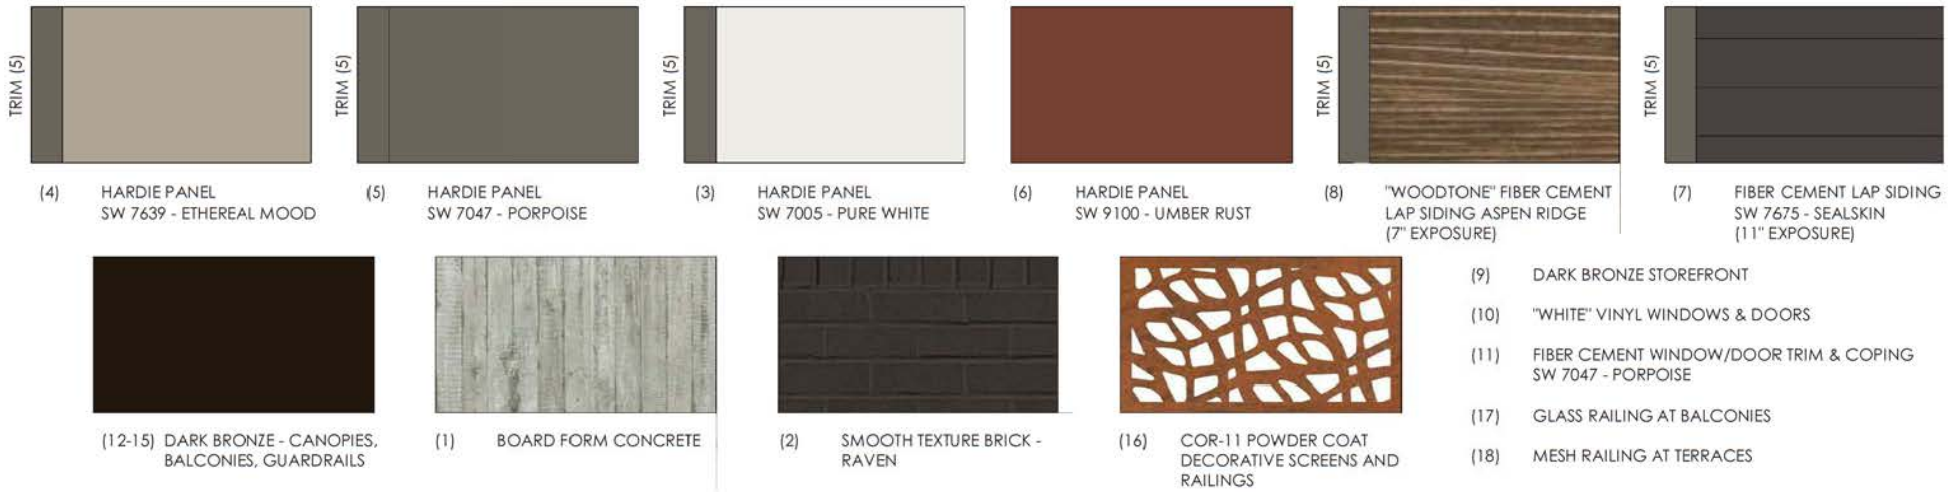 TRIM (5)
(4) HARDIE PANEL
SW 7639 - ETHEREAL MOOD
TRIM (5)
(5) HARDIE PANEL
SW 7047 - PORPOISE
TRIM (5)
(3) HARDIE PANEL
SW 7005 - PURE WHITE
(6) HARDIE PANEL
SW 9100 - UMBER RUST
TRIM (5)
(8) "WOODTONE" FIBER CEMENT
LAP SIDING ASPEN RIDGE
(7" EXPOSURE)
TRIM (5)
(7) FIBER CEMENT LAP SIDING
SW 7675 - SEALSKIN
(11" EXPOSURE)
(12-15) DARK BRONZE - CANOPIES,
BALCONIES, GUARDRAILS
(1) BOARD FORM CONCRETE
(2) SMOOTH TEXTURE BRICK -
RAVEN
(16) COR-11 POWDER COAT
DECORATIVE SCREENS AND
RAILINGS
(9) DARK BRONZE STOREFRONT
(10) "WHITE" VINYL WINDOWS & DOORS
(11) FIBER CEMENT WINDOW/DOOR TRIM & COPING
SW 7047 - PORPOISE
(17) GLASS RAILING AT BALCONIES
(18) MESH RAILING AT TERRACES